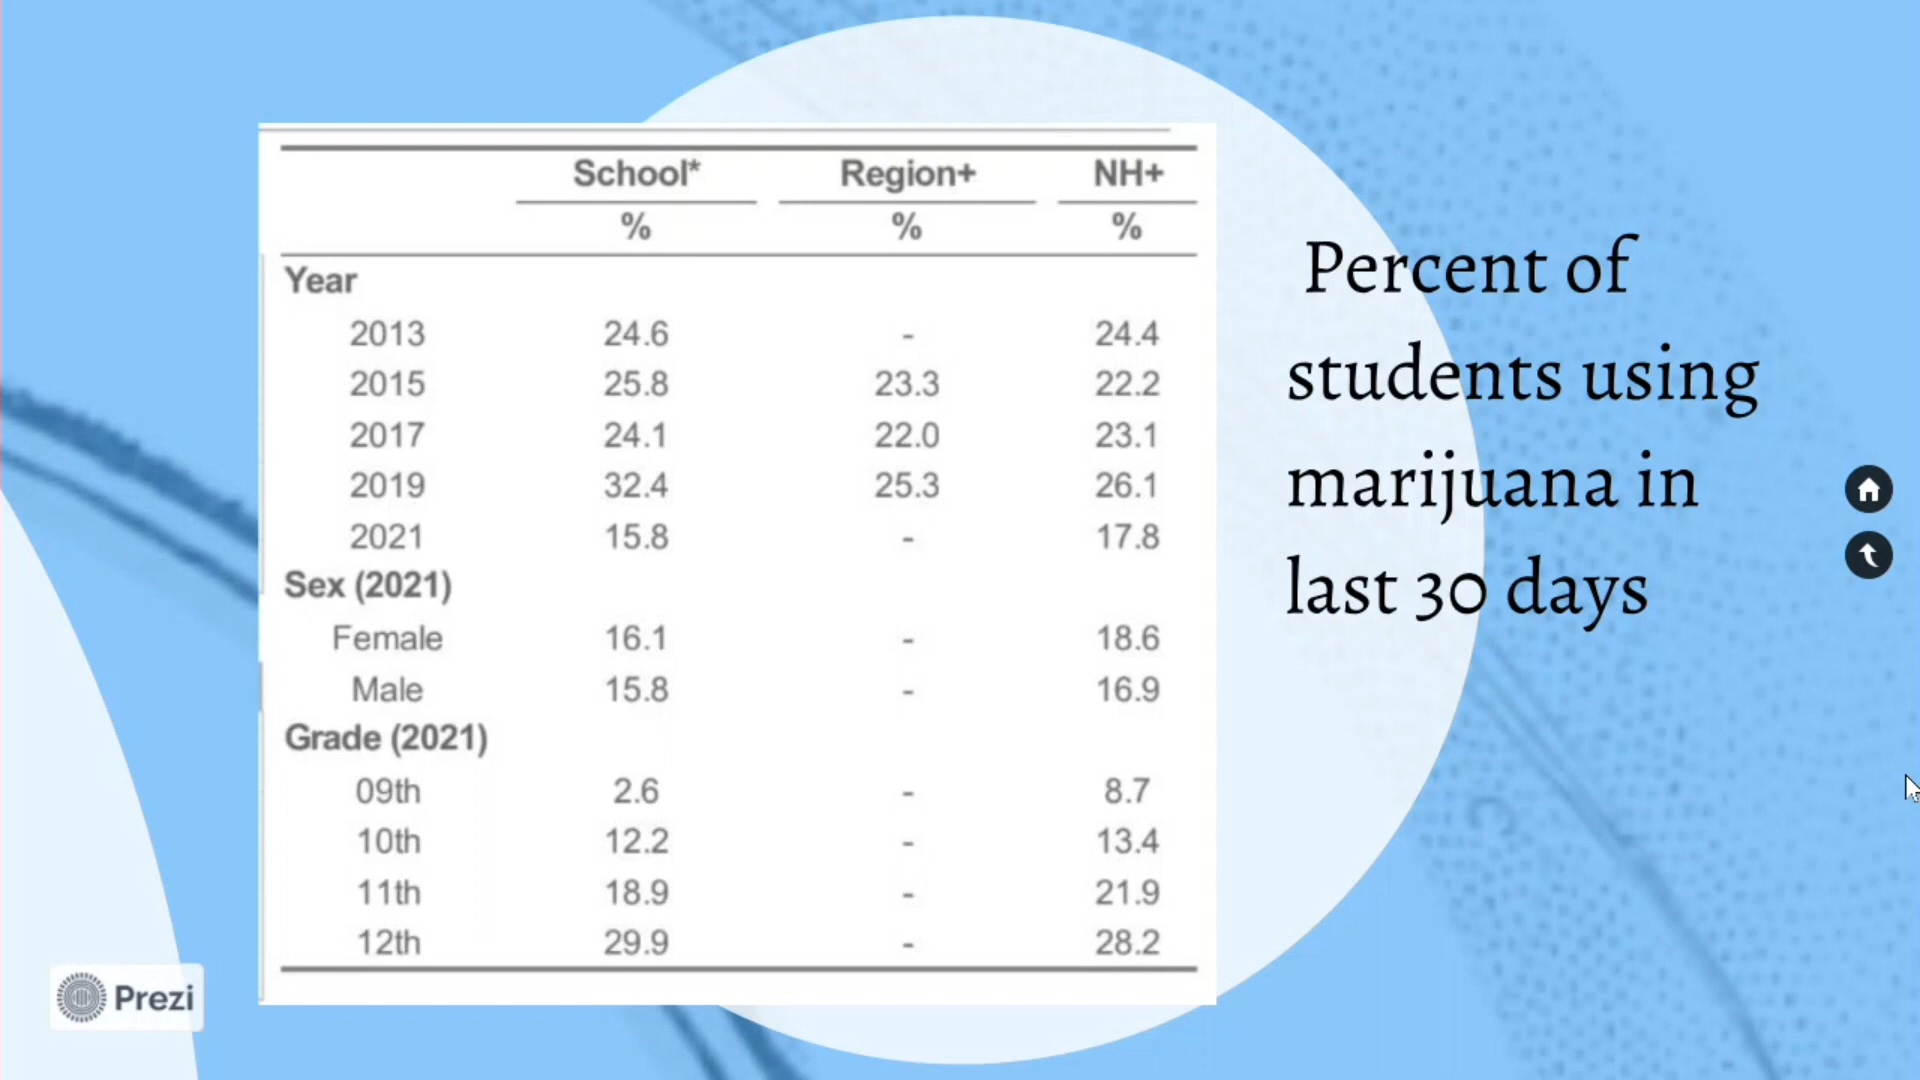 School* Region+ NH+
% % %
Year
2013 24.6 - 24.4
2015 25.8 23.3 22.2
2017 24.1 22.0 23.1
2019 32.4 25.3 26.1
2021 15.8 - 17.8
Sex (2021)
Female 16.1 - 18.6
Male 15.8 - 16.9
Grade (2021)
09th 2.6 - 8.7
10th 12.2 - 13.4
11th 18.9 - 21.9
12th 29.9 - 28.2
Percent of
students using
marijuana in
last 30 days
Prezi